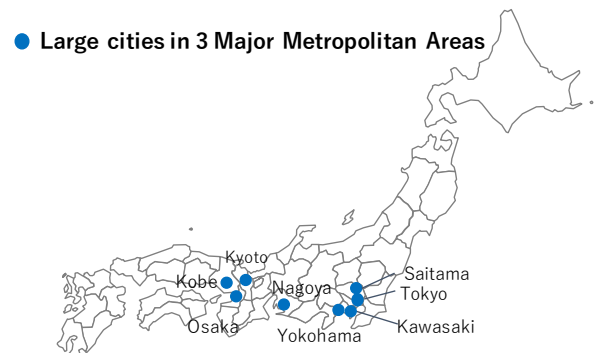 Large cities in 3 Major Metropolitan Areas
Kyoto
Kobe
Nagoya
Saitama
Tokyo
Osaka
Yokohama
Kawasaki